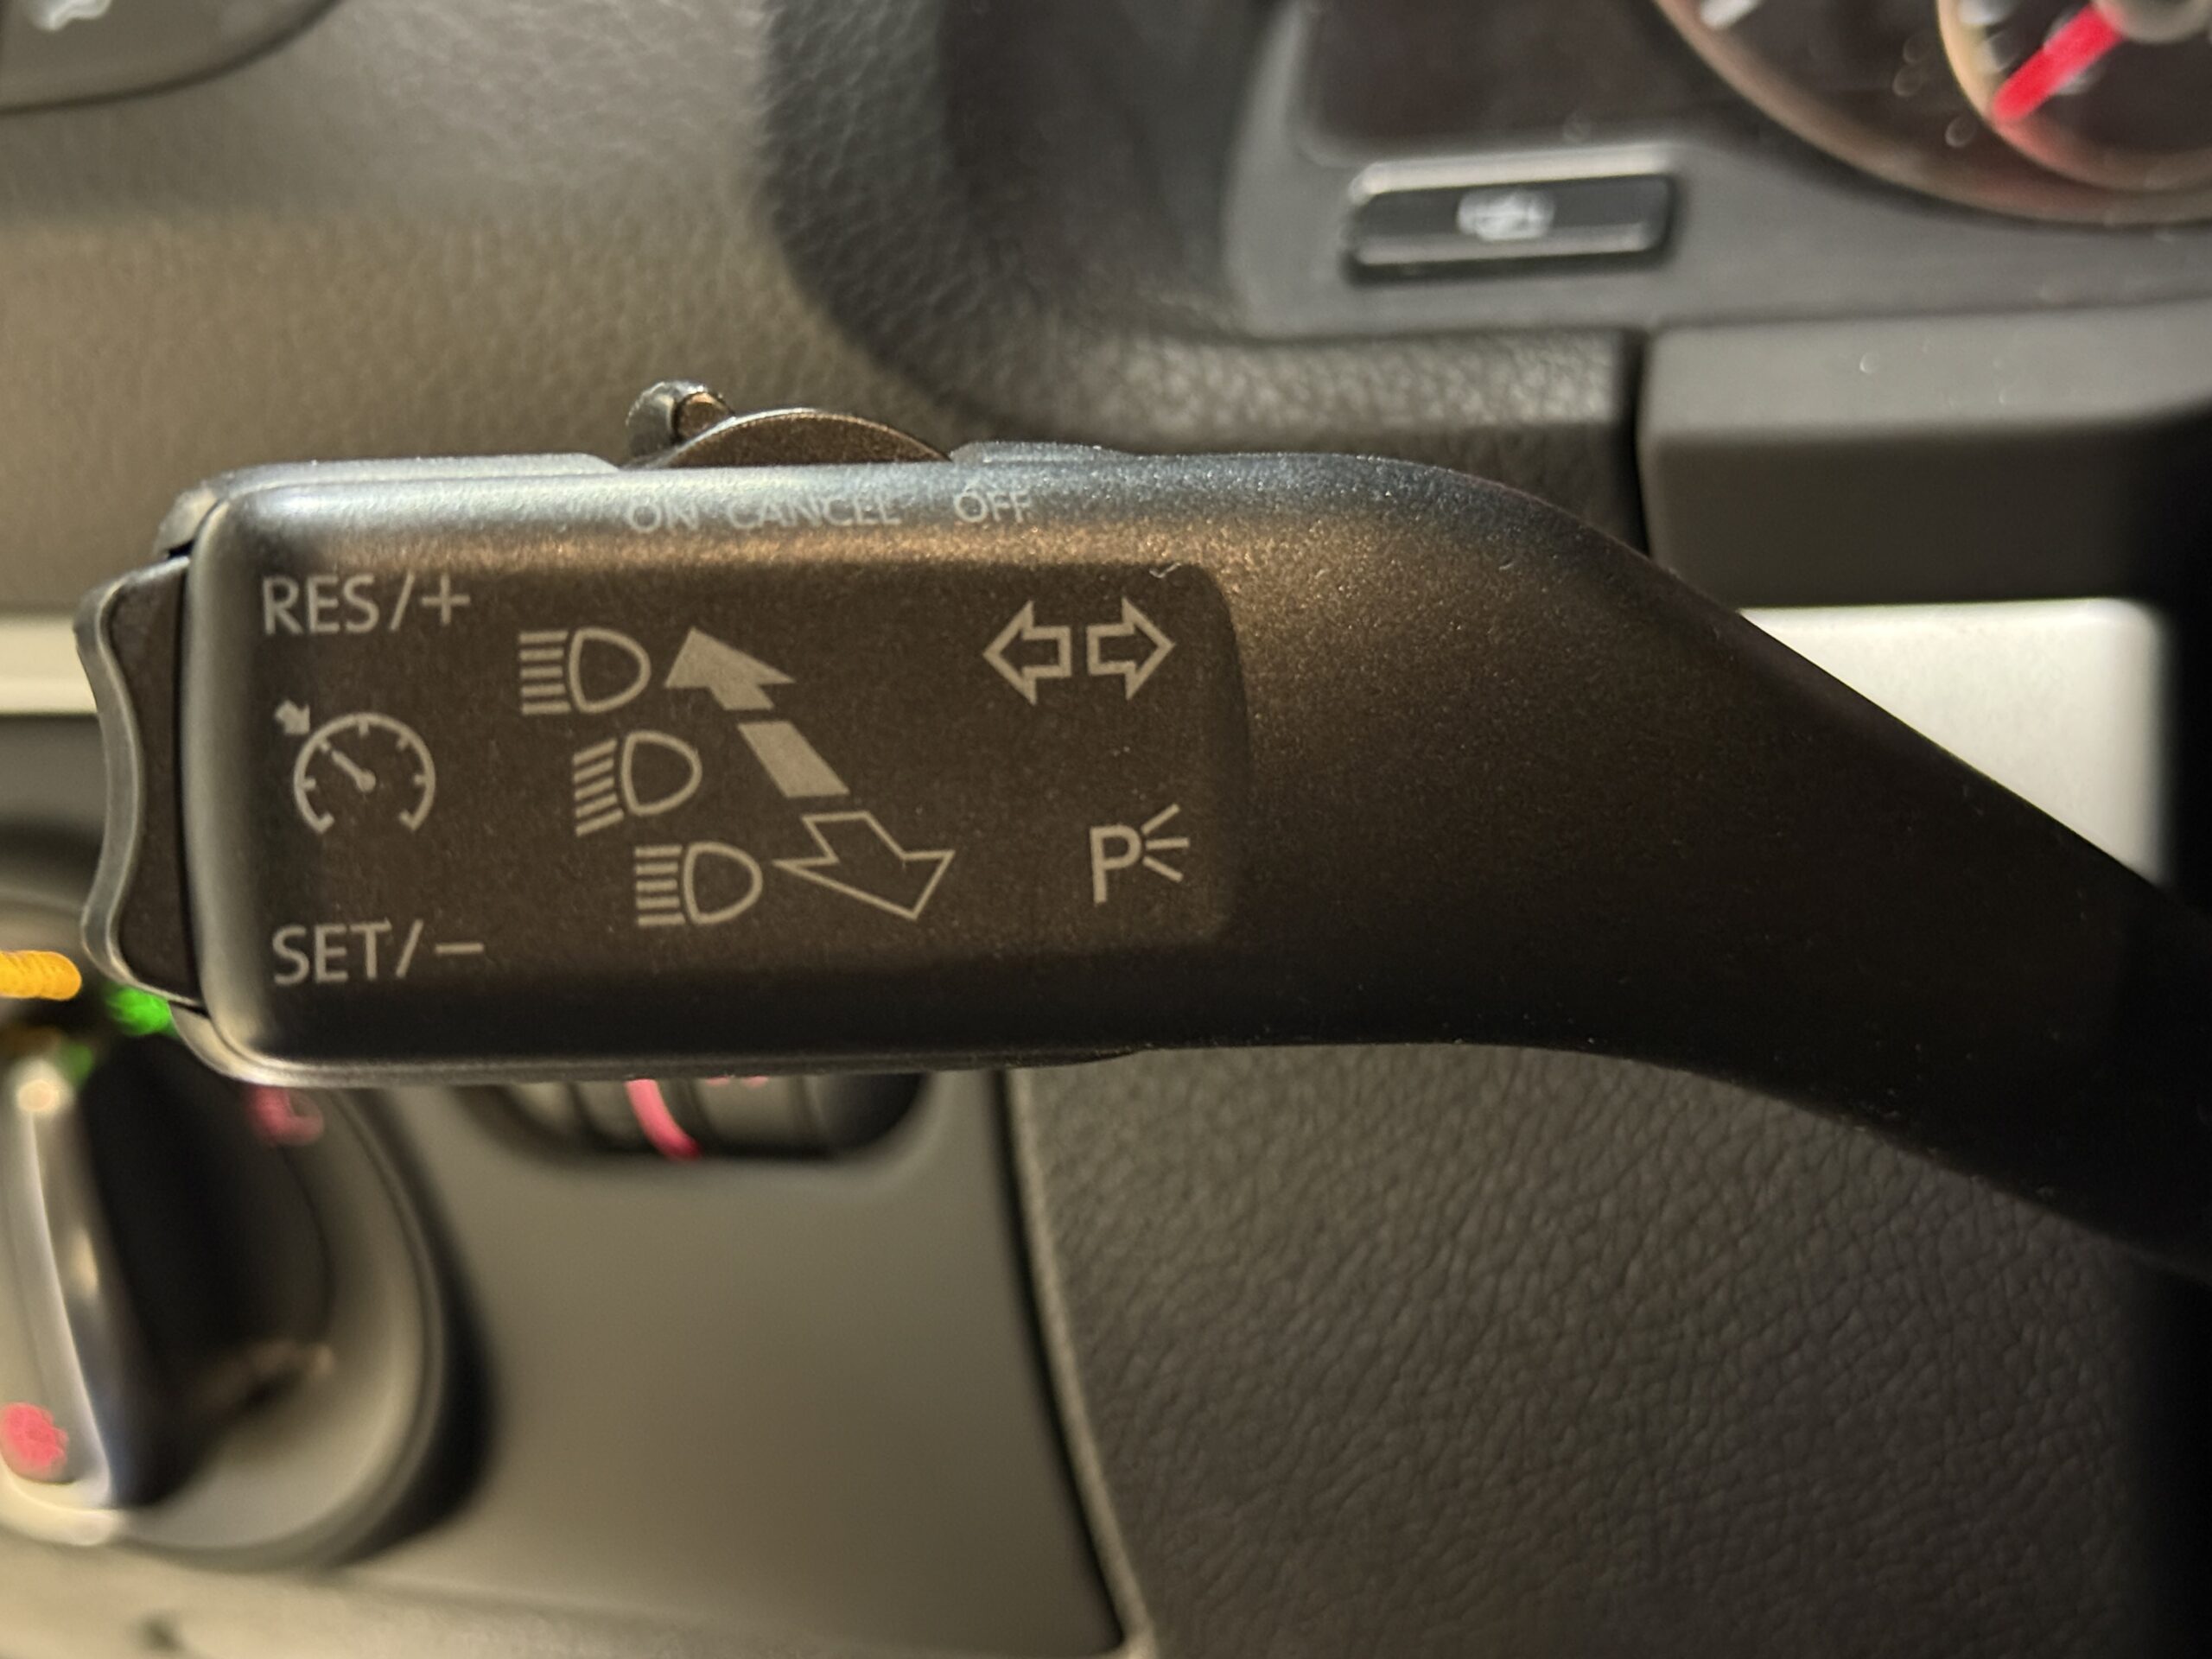 ON CANCEL OFF
RES/+
SET/-
P